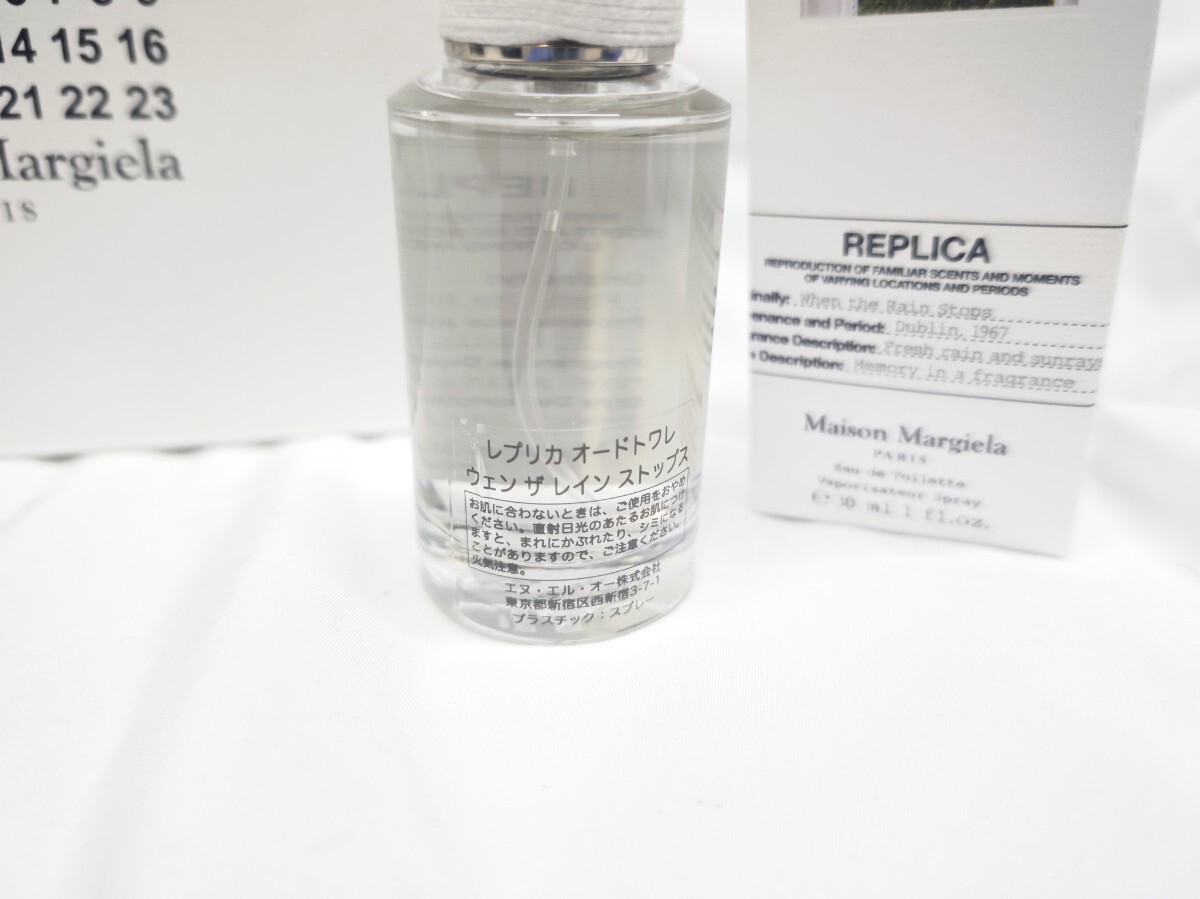 14 15 16
21 22 23
Margiela
レプリカ オードトワレ
ウェン ザ レイン ストップス
お肌に合わないときは、ご使用をおやめ
ください。直射日光のあたるお肌につけ
ますと、まれにかぶれたり、シミになる
ことがありますので、ご注意ください。
火気注意。
エヌ・エル・オー株式会社
東京都新宿区西新宿3-7-1
プラスチック：スプレー
REPLICA
REPRODUCTION OF FAMILIAR SCENTS AND MOMENTS
OF VARYING LOCATIONS AND PERIODS
inally: When the Rain Stops
enance and Period: Dublin, 1967
rance Description: Fresh rain and sunrays
Description: Memory in a fragrance
Maison Margiela
PARIS
Eau de Toilette
Vaporisateur Spray
℮ 30 ml 1 fl.oz.